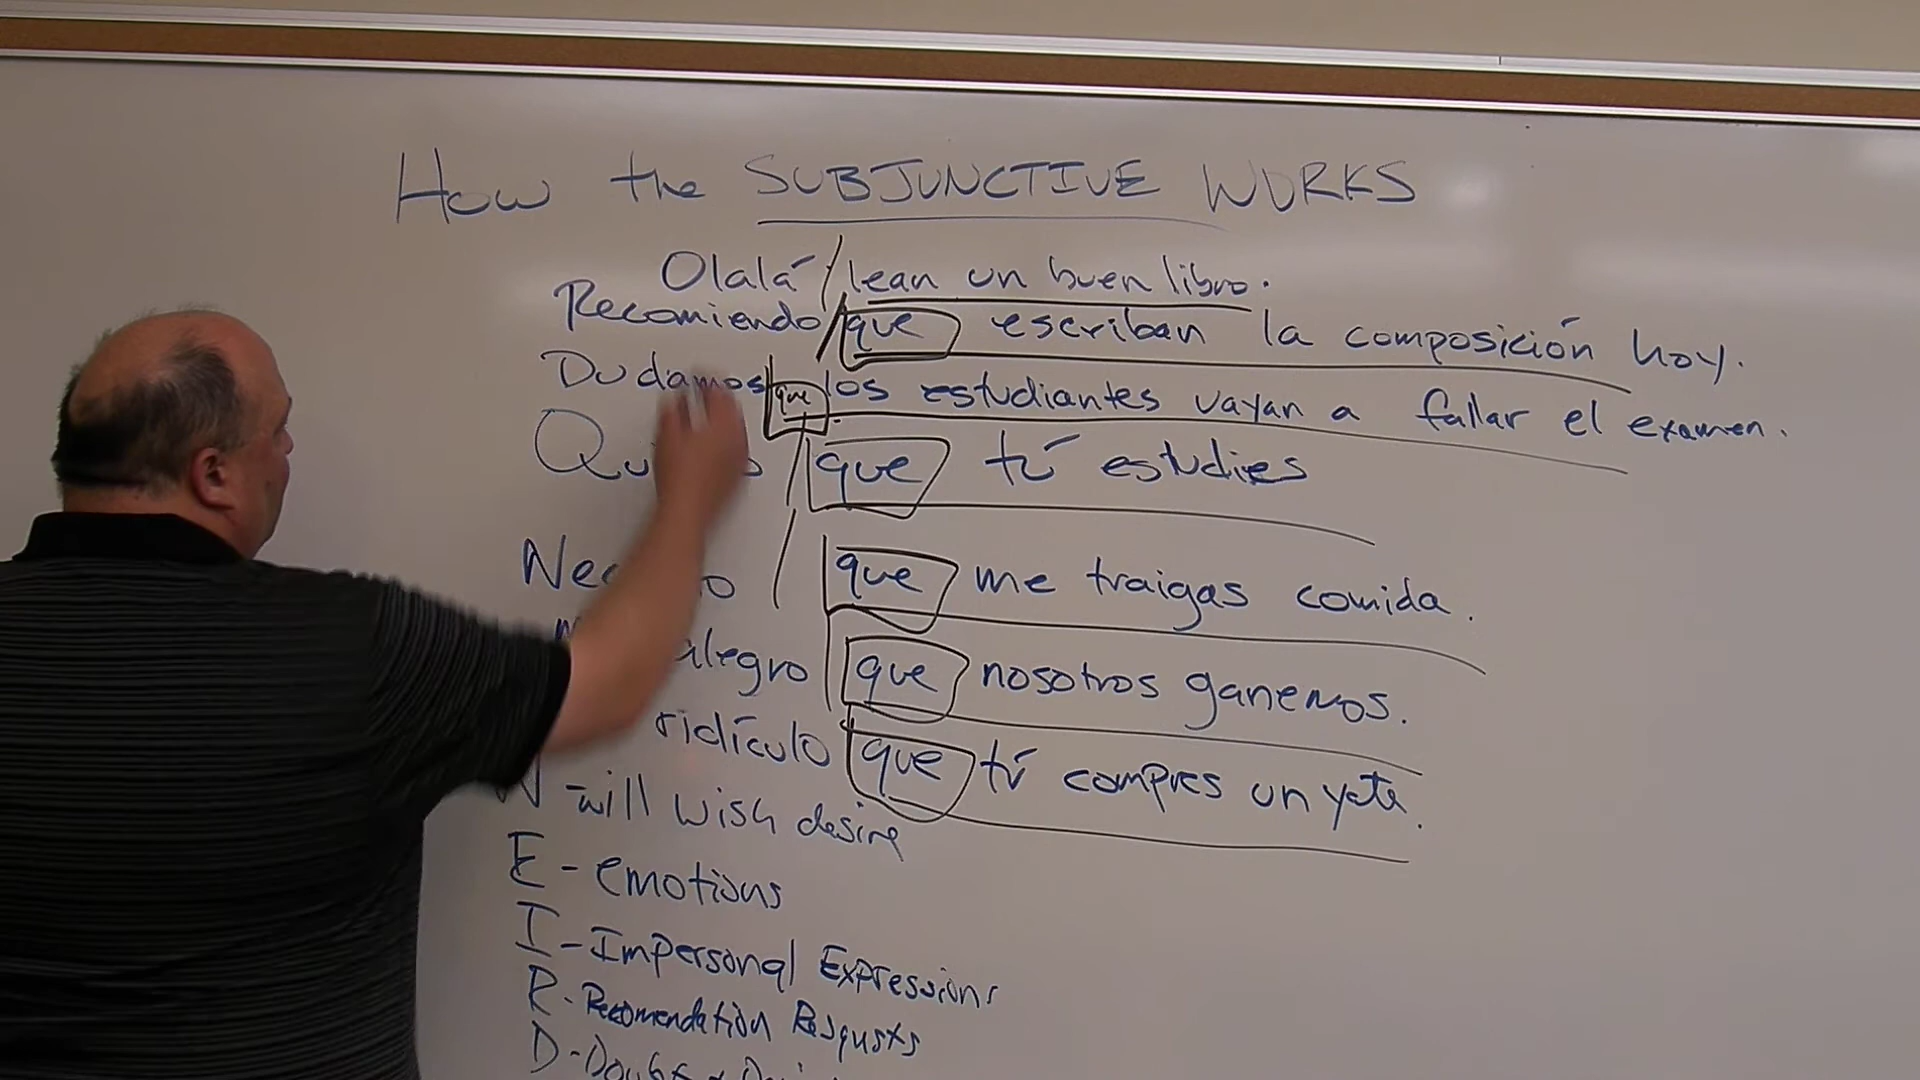 How the SUBJUNCTIVE WORKS
Olalá / lean un buen libro.
Recomiendo / que escriban la composición hoy.
Dudamos que los estudiantes vayan a fallar el examen.
que tú estudies
que me traigas comida.
alegro que nosotros ganemos.
ridículo que tú compres un yate.
W - will wish desire
E - emotions
I - Impersonal Expressions
R - Recomendation Resqusts
D -